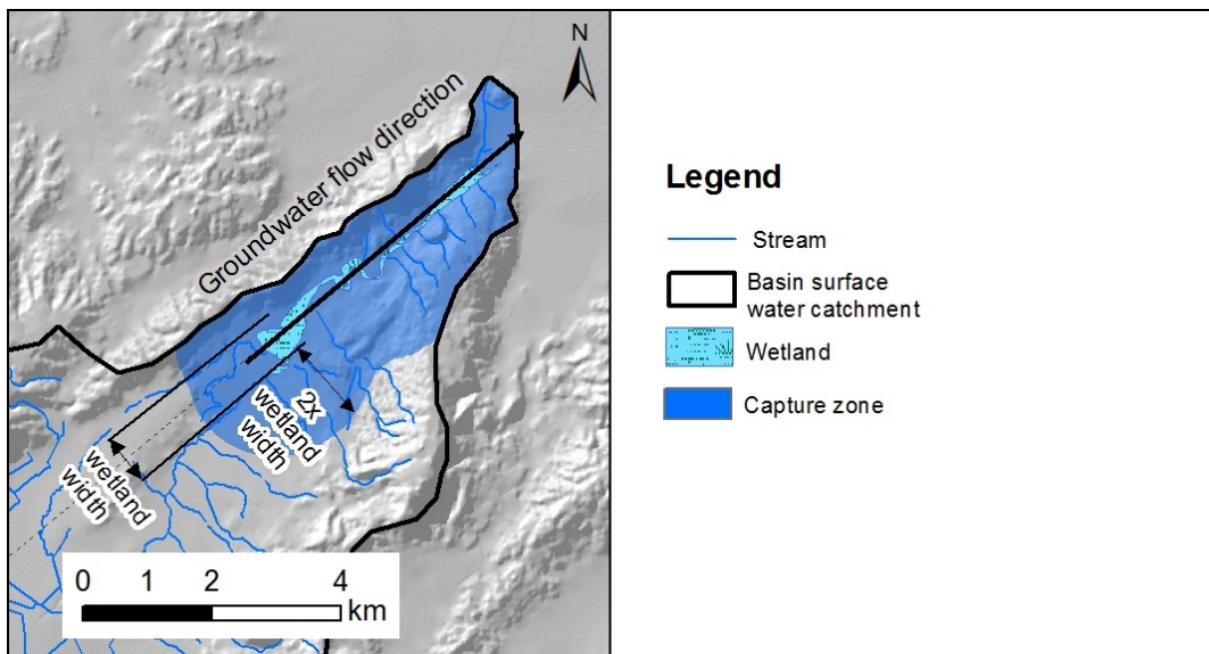 N
Groundwater flow direction
2x
wetland
width
wetland
width
0 1 2 4
km
Legend
Stream
Basin surface
water catchment
Wetland
Capture zone